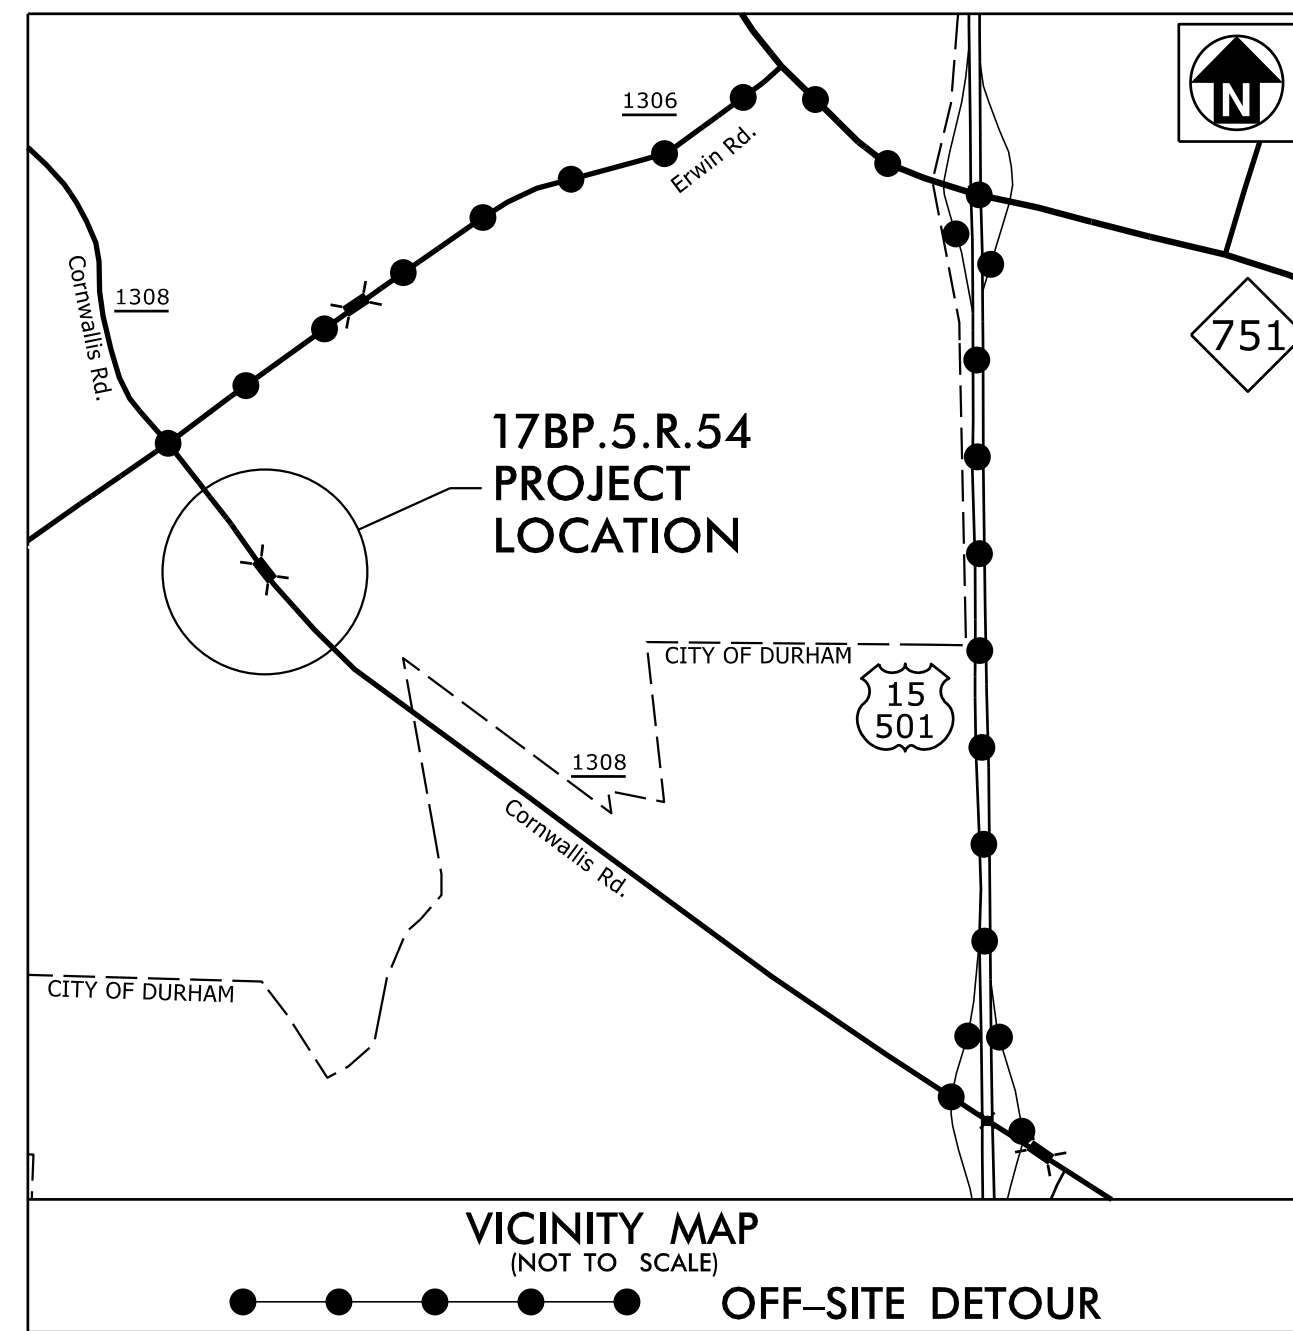 1306
Erwin Rd.
N
Cornwallis Rd.
1308
751
17BP.5.R.54
PROJECT
LOCATION
CITY OF DURHAM
15
501
1308
Cornwallis Rd.
CITY OF DURHAM
VICINITY MAP
(NOT TO SCALE)
OFF–SITE DETOUR